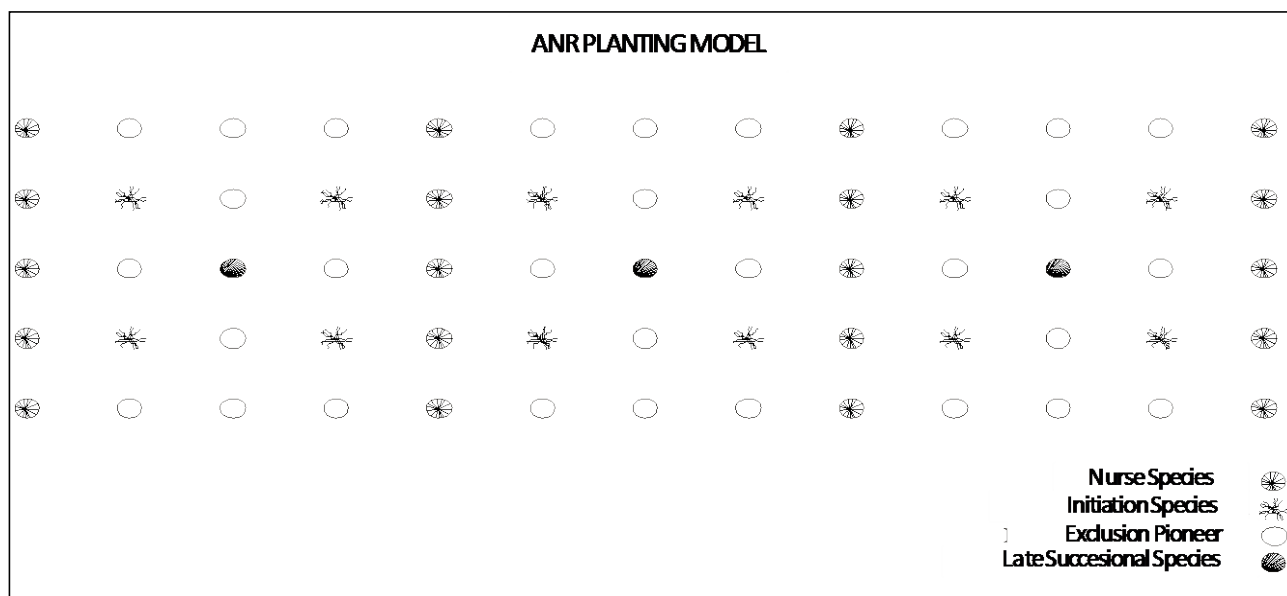 ANR PLANTING MODEL
Nurse Species
Initiation Species
Exclusion Pioneer
Late Succesional Species